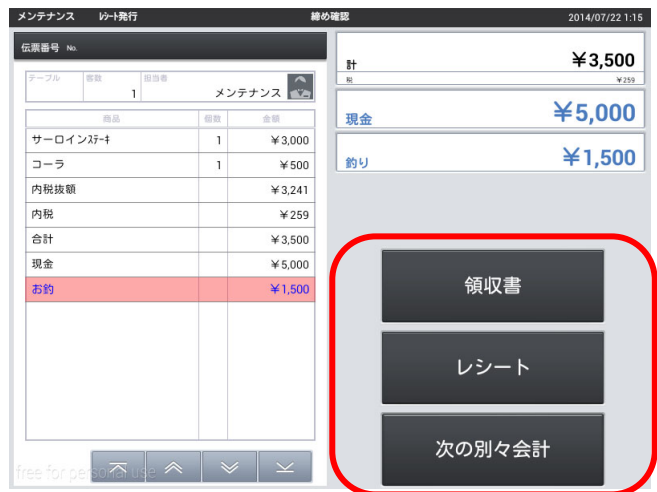 メンテナンス ﾚｼｰﾄ発行 締め確認 2014/07/22 1:15
伝票番号 No.
テーブル 客数 担当者
1 メンテナンス
商品 個数 金額
サーロインｽﾃｰｷ 1 ¥3,000
コーラ 1 ¥500
内税抜額 ¥3,241
内税 ¥259
合計 ¥3,500
現金 ¥5,000
お釣 ¥1,500
計 ¥3,500
税 ¥259
現金 ¥5,000
釣り ¥1,500
領収書
レシート
次の別々会計
free for personal use